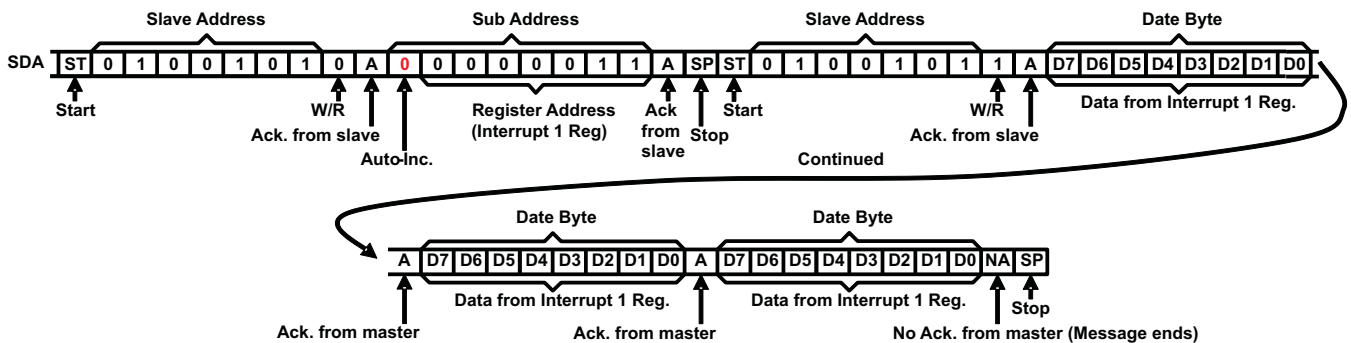 Slave Address Sub Address Slave Address Date Byte
SDA ST 0 1 0 0 1 0 1 0 A 0 0 0 0 0 0 1 1 A SP ST 0 1 0 0 1 0 1 1 A D7 D6 D5 D4 D3 D2 D1 D0
Start W/R Register Address Ack Start W/R Data from Interrupt 1 Reg.
Ack. from slave (Interrupt 1 Reg) from Stop Ack. from slave
slave
Auto-Inc. Continued
Date Byte Date Byte
A D7 D6 D5 D4 D3 D2 D1 D0 A D7 D6 D5 D4 D3 D2 D1 D0 NA SP
Data from Interrupt 1 Reg. Data from Interrupt 1 Reg. Stop
Ack. from master Ack. from master No Ack. from master (Message ends)